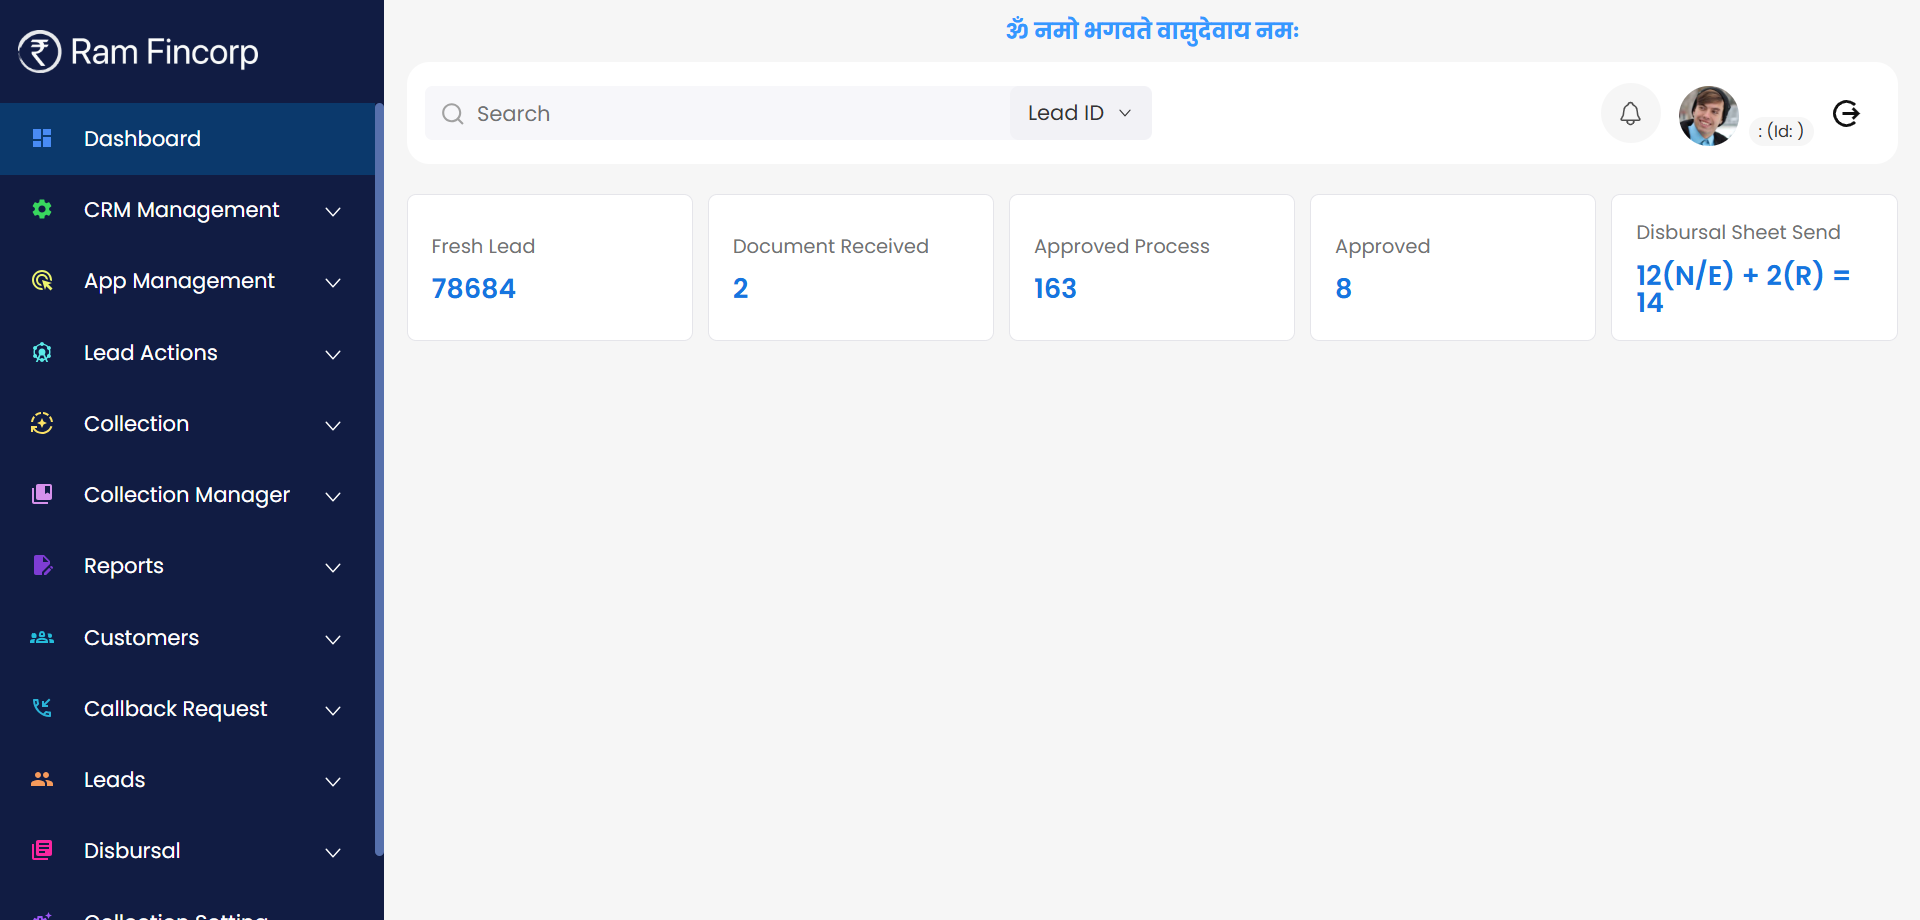 Ram Fincorp
Dashboard
CRM Management
App Management
Lead Actions
Collection
Collection Manager
Reports
Customers
Callback Request
Leads
Disbursal
Collection Setting
ॐ नमो भगवते वासुदेवाय नमः
Search
Lead ID
: (Id: )
Fresh Lead
78684
Document Received
2
Approved Process
163
Approved
8
Disbursal Sheet Send
12(N/E) + 2(R) =
14